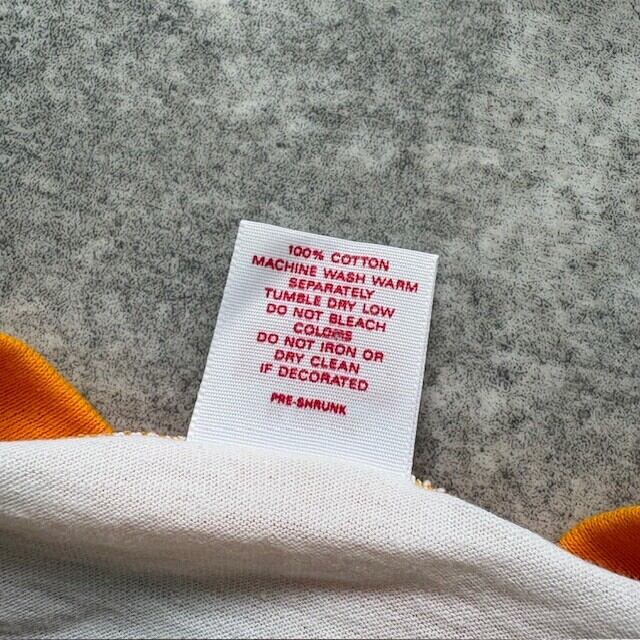 100% COTTON
MACHINE WASH WARM
SEPARATELY
TUMBLE DRY LOW
DO NOT BLEACH
COLORS
DO NOT IRON OR
DRY CLEAN
IF DECORATED
PRE-SHRUNK